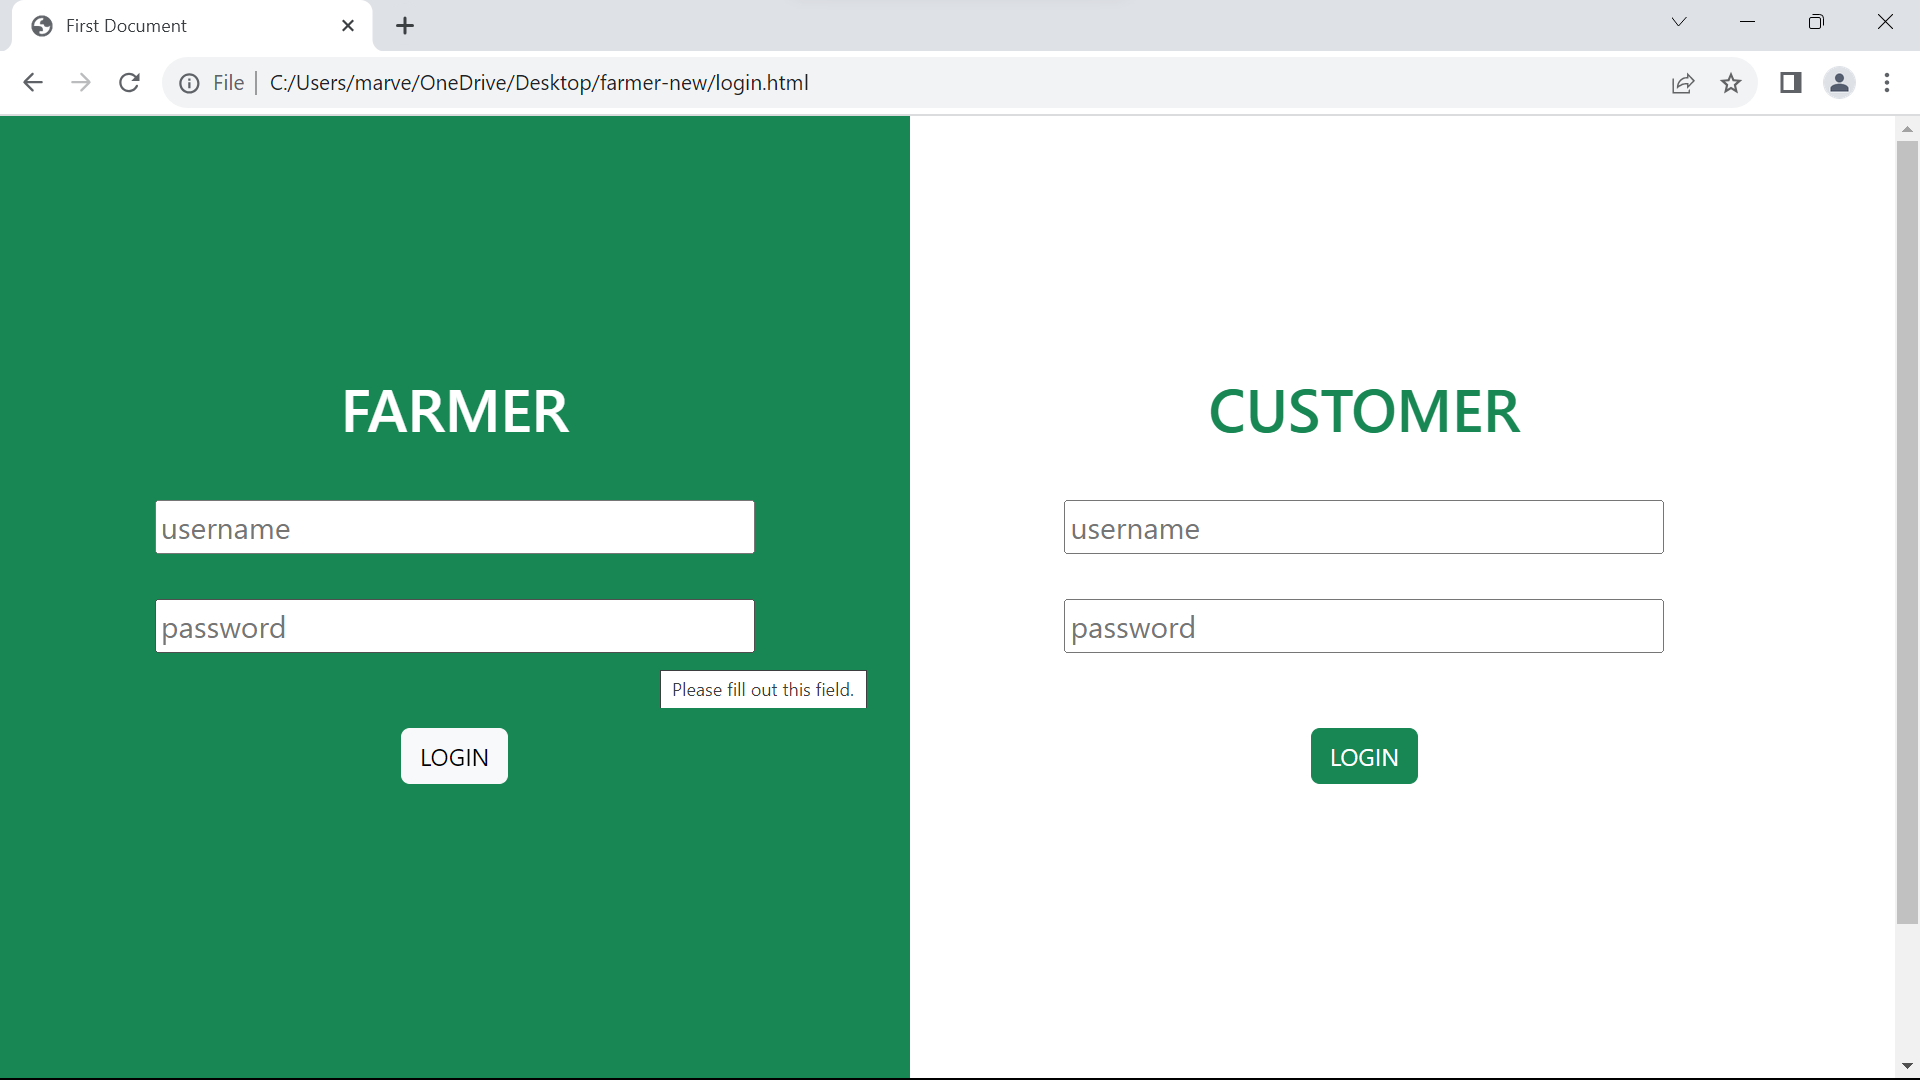 First Document
File
C:/Users/marve/OneDrive/Desktop/farmer-new/login.html
FARMER
username
password
Please fill out this field.
LOGIN
CUSTOMER
username
password
LOGIN